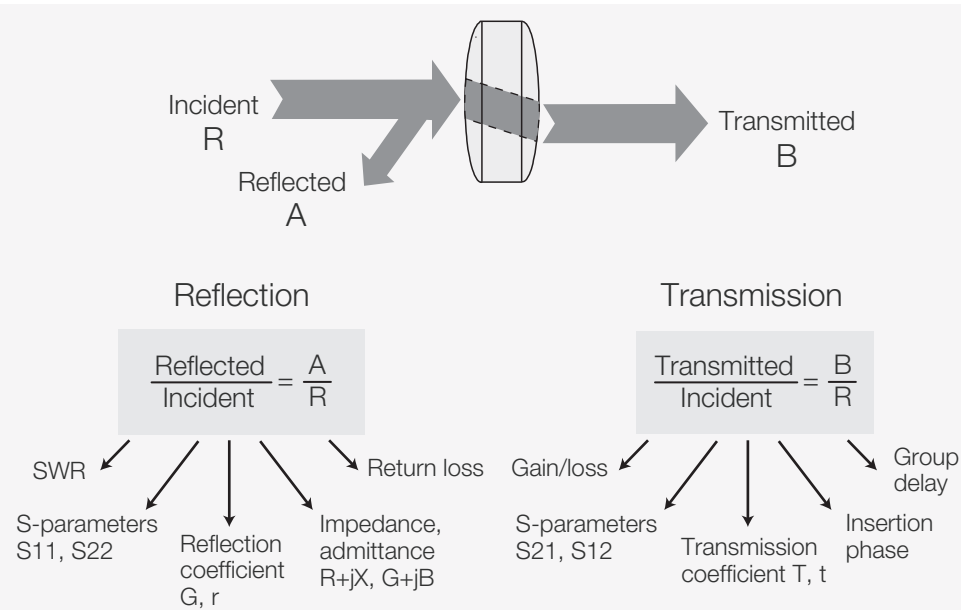 Incident
R
Reflected
A
Transmitted
B
Reflection
Reflected
Incident
=
A
R
SWR
S-parameters
S11, S22
Reflection
coefficient
G, r
Impedance,
admittance
R+jX, G+jB
Return loss
Transmission
Transmitted
Incident
=
B
R
Gain/loss
S-parameters
S21, S12
Transmission
coefficient T, t
Insertion
phase
Group
delay